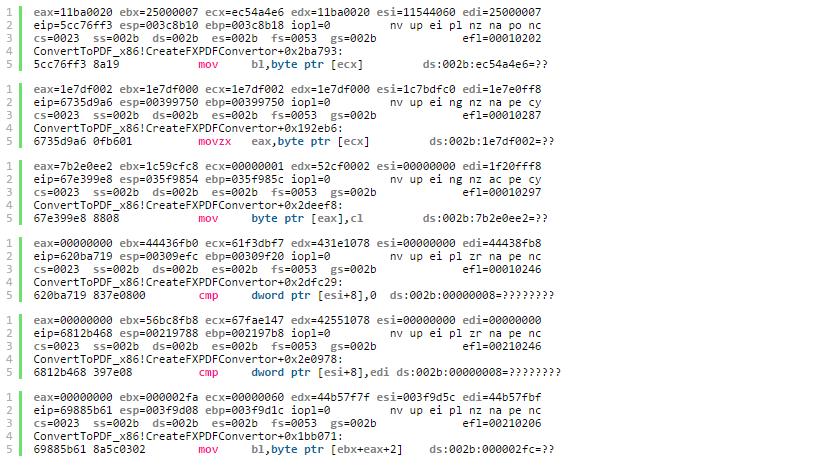 1 eax=11ba0020 ebx=25000007 ecx=ec54a4e6 edx=11ba0020 esi=11544060 edi=25000007
2 eip=5cc76ff3 esp=003c8b10 ebp=003c8b18 iopl=0 nv up ei pl nz na po nc
3 cs=0023 ss=002b ds=002b es=002b fs=0053 gs=002b efl=00010202
4 ConvertToPDF_x86!CreateFXPDFConvertor+0x2ba793:
5 5cc76ff3 8a19 mov bl,byte ptr [ecx] ds:002b:ec54a4e6=??
1 eax=1e7df002 ebx=1e7df000 ecx=1e7df002 edx=1e7df000 esi=1c7bdfc0 edi=1e7e0ff8
2 eip=6735d9a6 esp=00399750 ebp=00399750 iopl=0 nv up ei ng nz na pe cy
3 cs=0023 ss=002b ds=002b es=002b fs=0053 gs=002b efl=00010287
4 ConvertToPDF_x86!CreateFXPDFConvertor+0x192eb6:
5 6735d9a6 0fb601 movzx eax,byte ptr [ecx] ds:002b:1e7df002=??
1 eax=7b2e0ee2 ebx=1c59cfc8 ecx=00000001 edx=52cf0002 esi=00000000 edi=1f20fff8
2 eip=67e399e8 esp=035f9854 ebp=035f985c iopl=0 nv up ei ng nz ac pe cy
3 cs=0023 ss=002b ds=002b es=002b fs=0053 gs=002b efl=00010297
4 ConvertToPDF_x86!CreateFXPDFConvertor+0x2deef8:
5 67e399e8 8808 mov byte ptr [eax],cl ds:002b:7b2e0ee2=??
1 eax=00000000 ebx=44436fb0 ecx=61f3dbf7 edx=431e1078 esi=00000000 edi=44438fb8
2 eip=620ba719 esp=00309efc ebp=00309f20 iopl=0 nv up ei pl zr na pe nc
3 cs=0023 ss=002b ds=002b es=002b fs=0053 gs=002b efl=00010246
4 ConvertToPDF_x86!CreateFXPDFConvertor+0x2dfc29:
5 620ba719 837e0800 cmp dword ptr [esi+8],0 ds:002b:00000008=????????
1 eax=00000000 ebx=56bc8fb8 ecx=67fae147 edx=42551078 esi=00000000 edi=00000000
2 eip=6812b468 esp=00219788 ebp=002197b8 iopl=0 nv up ei pl zr na pe nc
3 cs=0023 ss=002b ds=002b es=002b fs=0053 gs=002b efl=00210246
4 ConvertToPDF_x86!CreateFXPDFConvertor+0x2e0978:
5 6812b468 397e08 cmp dword ptr [esi+8],edi ds:002b:00000008=????????
1 eax=00000000 ebx=000002fa ecx=00000060 edx=44b57f7f esi=003f9d5c edi=44b57fbf
2 eip=69885b61 esp=003f9d08 ebp=003f9d1c iopl=0 nv up ei pl nz na pe nc
3 cs=0023 ss=002b ds=002b es=002b fs=0053 gs=002b efl=00210206
4 ConvertToPDF_x86!CreateFXPDFConvertor+0x1bb071:
5 69885b61 8a5c0302 mov bl,byte ptr [ebx+eax+2] ds:002b:000002fc=??